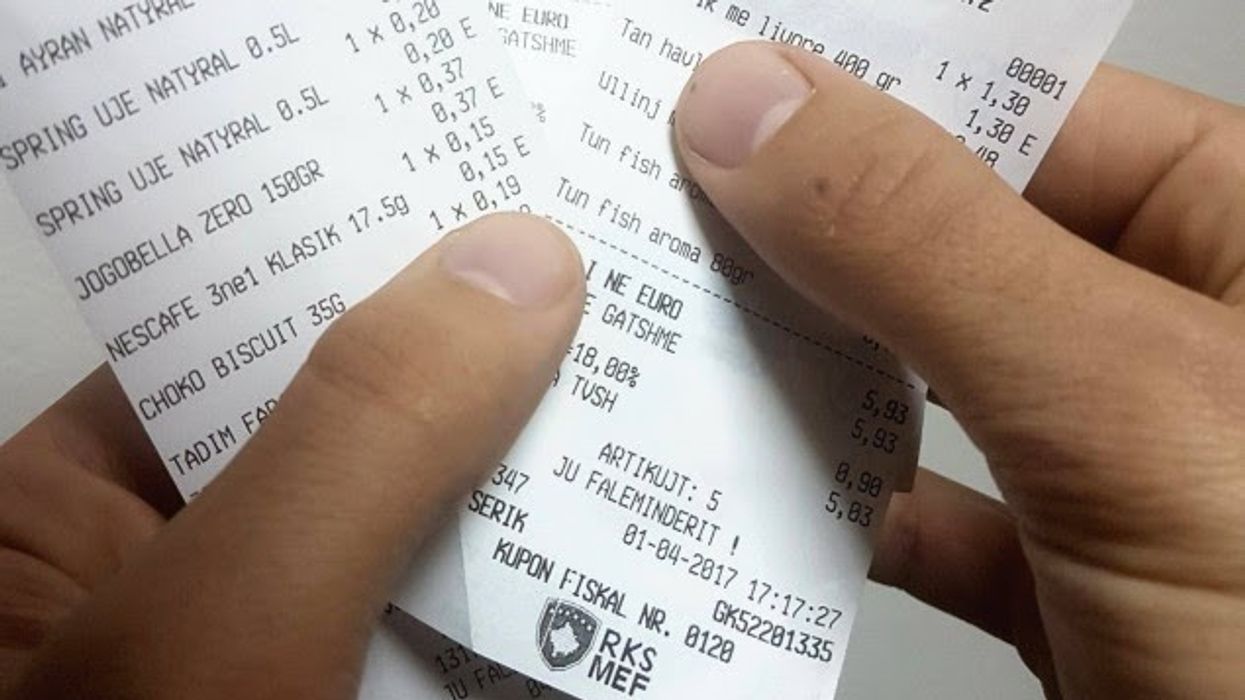 AYRAN NATYRAL
1 x 0,20
SPRING UJE NATYRAL 0.5L
0,20 E
1 x 0,37
SPRING UJE NATYRAL 0.5L
0,37 E
1 x 0,15
JOGOBELLA ZERO 150GR
0,15 E
1 x 0,19
NESCAFE 3ne1 KLASIK 17.5g
CHOKO BISCUIT 35G
TADIM
NE EURO
GATSHME
me
400 gr
00001
Tan
1 x 1,30
1,30 E
Ullinj
Tun fish
Tun fish aroma 80gr
NE EURO
5,93
GATSHME
5,93
=18,00%
0,90
TVSH
5,03
ARTIKUJT: 5
JU FALEMINDERIT !
347
01-04-2017 17:17:27
SERIK
GK52201335
KUPON FISKAL NR. 0120
RKS
MEF
131
JU